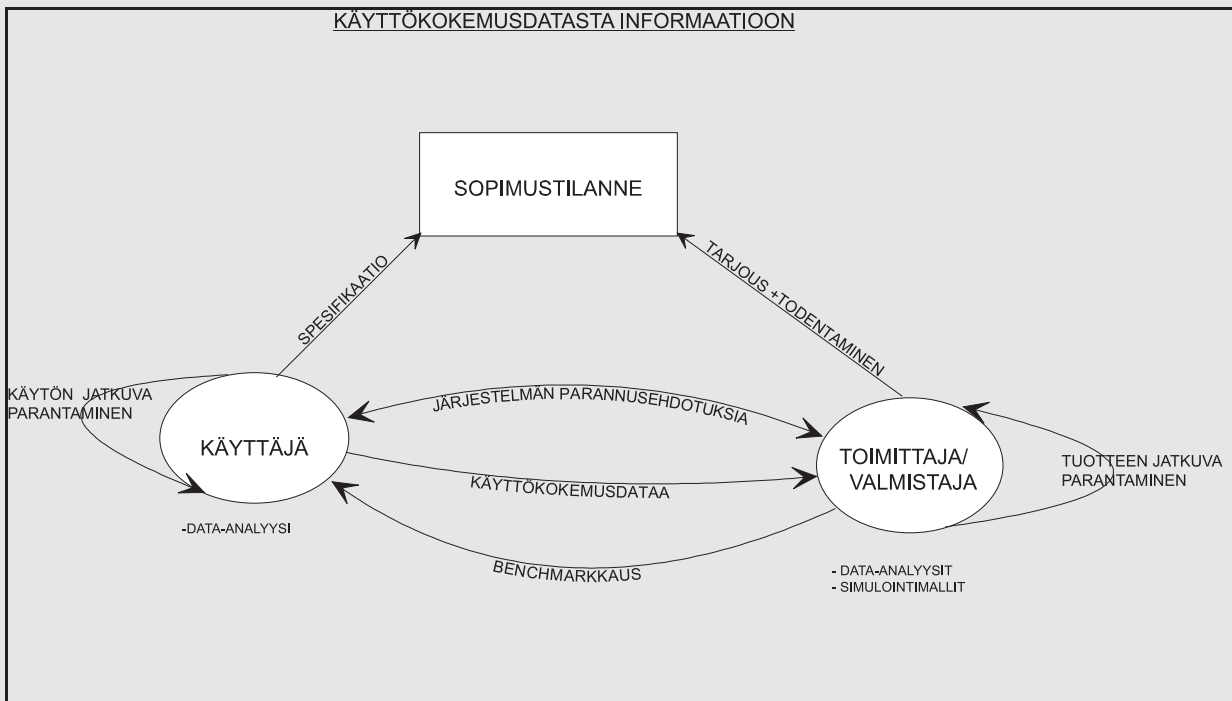 KÄYTTÖKOKEMUSDATASTA INFORMAATIOON
SOPIMUSTILANNE
SPESIFIKAATIO
TARJOUS +TODENTAMINEN
KÄYTÖN JATKUVA
PARANTAMINEN
JÄRJESTELMÄN PARANNUSEHDOTUKSIA
KÄYTTÄJÄ
TOIMITTAJA/
VALMISTAJA
TUOTTEEN JATKUVA
PARANTAMINEN
KÄYTTÖKOKEMUSDATAA
-DATA-ANALYYSI
BENCHMARKKAUS
- DATA-ANALYYSIT
- SIMULOINTIMALLIT